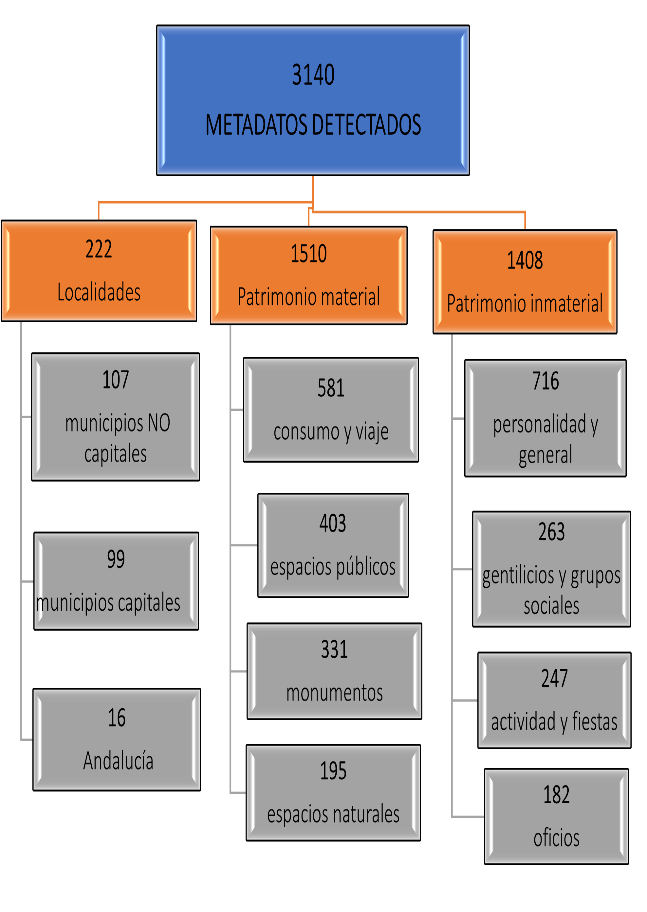 3140
METADATOS DETECTADOS
222
Localidades
107
municipios NO
capitales
99
municipios capitales
16
Andalucía
1510
Patrimonio material
581
consumo y viaje
403
espacios públicos
331
monumentos
195
espacios naturales
1408
Patrimonio inmaterial
716
personalidad y
general
263
gentilicios y grupos
sociales
247
actividad y fiestas
182
oficios